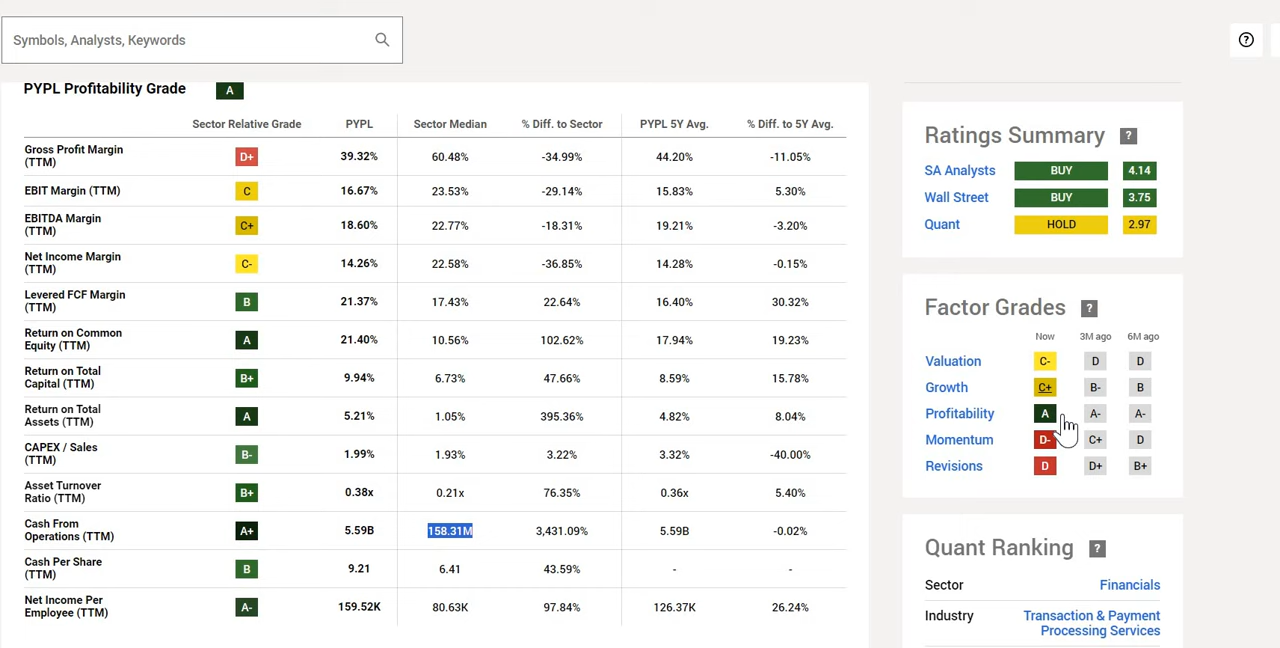 Symbols, Analysts, Keywords
PYPL Profitability Grade A
Sector Relative Grade PYPL Sector Median % Diff. to Sector PYPL 5Y Avg. % Diff. to 5Y Avg.
Gross Profit Margin
(TTM) D+ 39.32% 60.48% -34.99% 44.20% -11.05%
EBIT Margin (TTM) C 16.67% 23.53% -29.14% 15.83% 5.30%
EBITDA Margin
(TTM) C+ 18.60% 22.77% -18.31% 19.21% -3.20%
Net Income Margin
(TTM) C- 14.26% 22.58% -36.85% 14.28% -0.15%
Levered FCF Margin
(TTM) B 21.37% 17.43% 22.64% 16.40% 30.32%
Return on Common
Equity (TTM) A 21.40% 10.56% 102.62% 17.94% 19.23%
Return on Total
Capital (TTM) B+ 9.94% 6.73% 47.66% 8.59% 15.78%
Return on Total
Assets (TTM) A 5.21% 1.05% 395.36% 4.82% 8.04%
CAPEX / Sales
(TTM) B- 1.99% 1.93% 3.22% 3.32% -40.00%
Asset Turnover
Ratio (TTM) B+ 0.38x 0.21x 76.35% 0.36x 5.40%
Cash From
Operations (TTM) A+ 5.59B 158.31M 3,431.09% 5.59B -0.02%
Cash Per Share
(TTM) B 9.21 6.41 43.59% - -
Net Income Per
Employee (TTM) A- 159.52K 80.63K 97.84% 126.37K 26.24%
?
Ratings Summary ?
SA Analysts BUY 4.14
Wall Street BUY 3.75
Quant HOLD 2.97
Factor Grades ?
Now 3M ago 6M ago
Valuation C- D D
Growth C+ B- B
Profitability A A- A-
Momentum D- C+ D
Revisions D D+ B+
Quant Ranking ?
Sector Financials
Industry Transaction & Payment
Processing Services